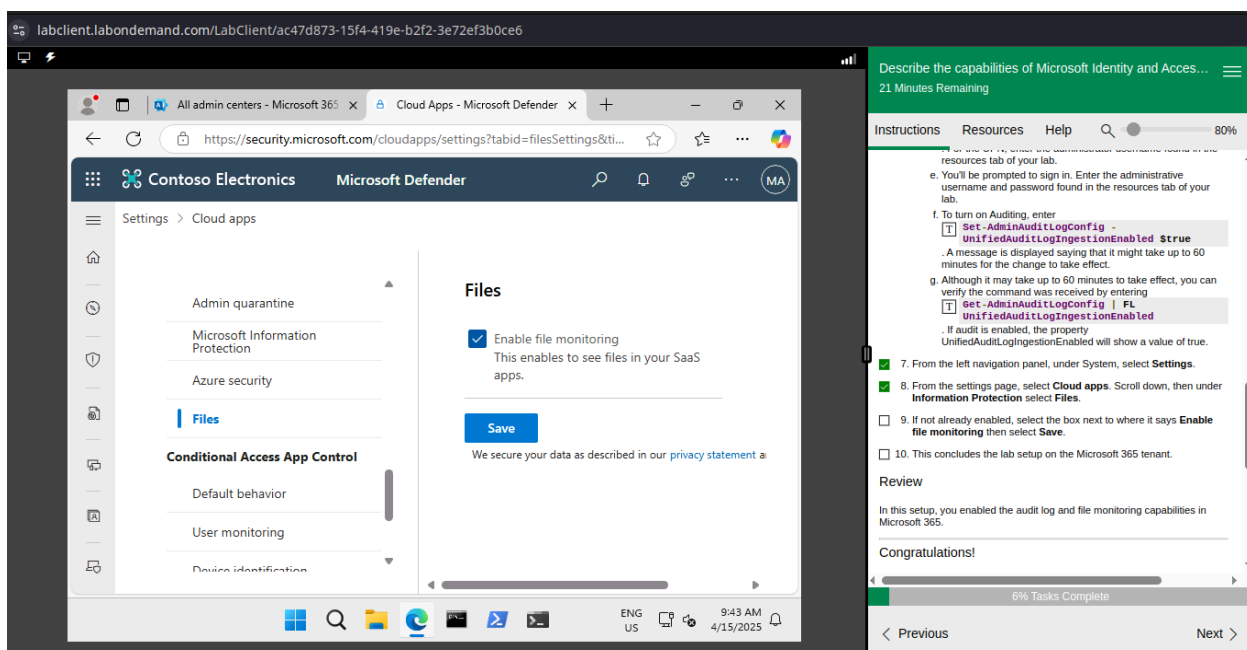 labclient.labondemand.com/LabClient/ac47d873-15f4-419e-b2f2-3e72ef3b0ce6
All admin centers - Microsoft 365
Cloud Apps - Microsoft Defender
https://security.microsoft.com/cloudapps/settings?tabid=filesSettings&ti...
Contoso Electronics
Microsoft Defender
MA
Settings > Cloud apps
Admin quarantine
Microsoft Information
Protection
Azure security
Files
Conditional Access App Control
Default behavior
User monitoring
Device identification
Files
Enable file monitoring
This enables to see files in your SaaS
apps.
Save
We secure your data as described in our privacy statement a
ENG
US
9:43 AM
4/15/2025
Describe the capabilities of Microsoft Identity and Acces...
21 Minutes Remaining
Instructions
Resources
Help
80%
. For the UPN, enter the administrator username found in the
resources tab of your lab.
e. You'll be prompted to sign in. Enter the administrative
username and password found in the resources tab of your
lab.
f. To turn on Auditing, enter
T Set-AdminAuditLogConfig -
UnifiedAuditLogIngestionEnabled $true
. A message is displayed saying that it might take up to 60
minutes for the change to take effect.
g. Although it may take up to 60 minutes to take effect, you can
verify the command was received by entering
T Get-AdminAuditLogConfig | FL
UnifiedAuditLogIngestionEnabled
. If audit is enabled, the property
UnifiedAuditLogIngestionEnabled will show a value of true.
7. From the left navigation panel, under System, select Settings.
8. From the settings page, select Cloud apps. Scroll down, then under
Information Protection select Files.
9. If not already enabled, select the box next to where it says Enable
file monitoring then select Save.
10. This concludes the lab setup on the Microsoft 365 tenant.
Review
In this setup, you enabled the audit log and file monitoring capabilities in
Microsoft 365.
Congratulations!
6% Tasks Complete
< Previous
Next >